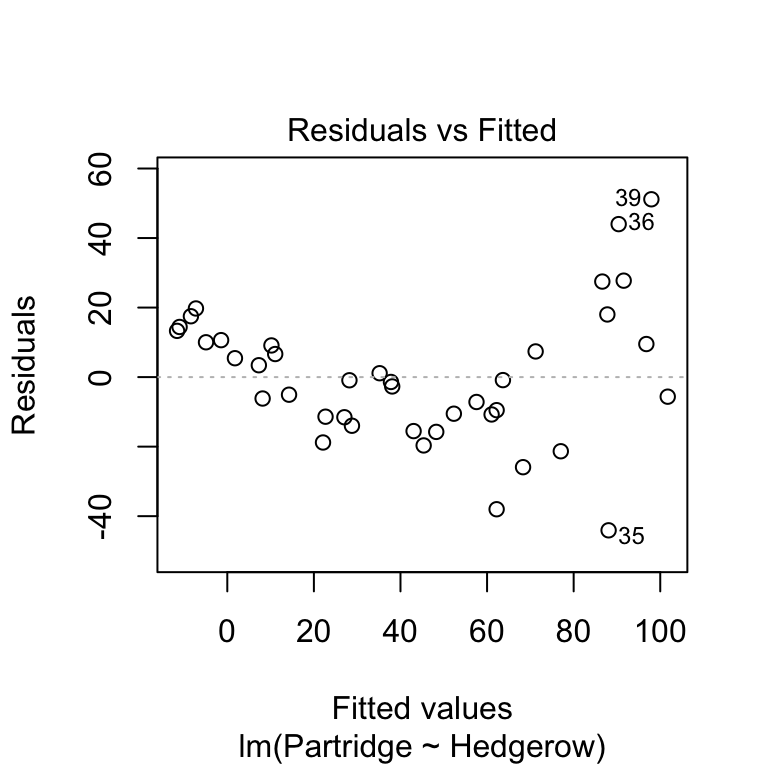 Residuals vs Fitted
Residuals
60
40
20
0
-40
39
36
35
0 20 40 60 80 100
Fitted values
lm(Partridge ~ Hedgerow)